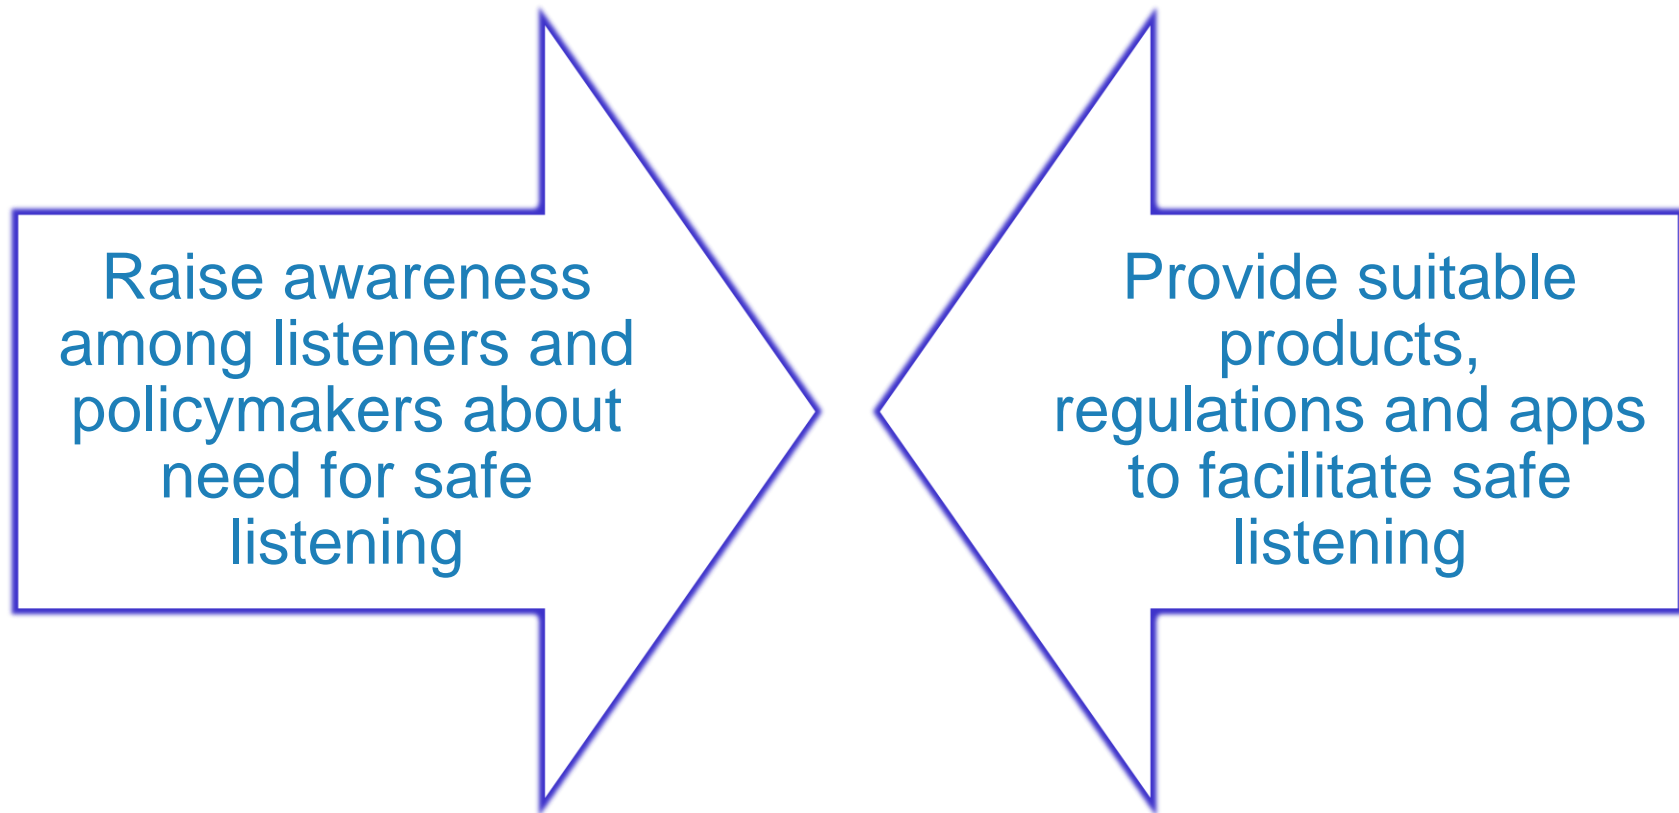 Raise awareness
among listeners and
policymakers about
need for safe
listening
Provide suitable
products,
regulations and apps
to facilitate safe
listening